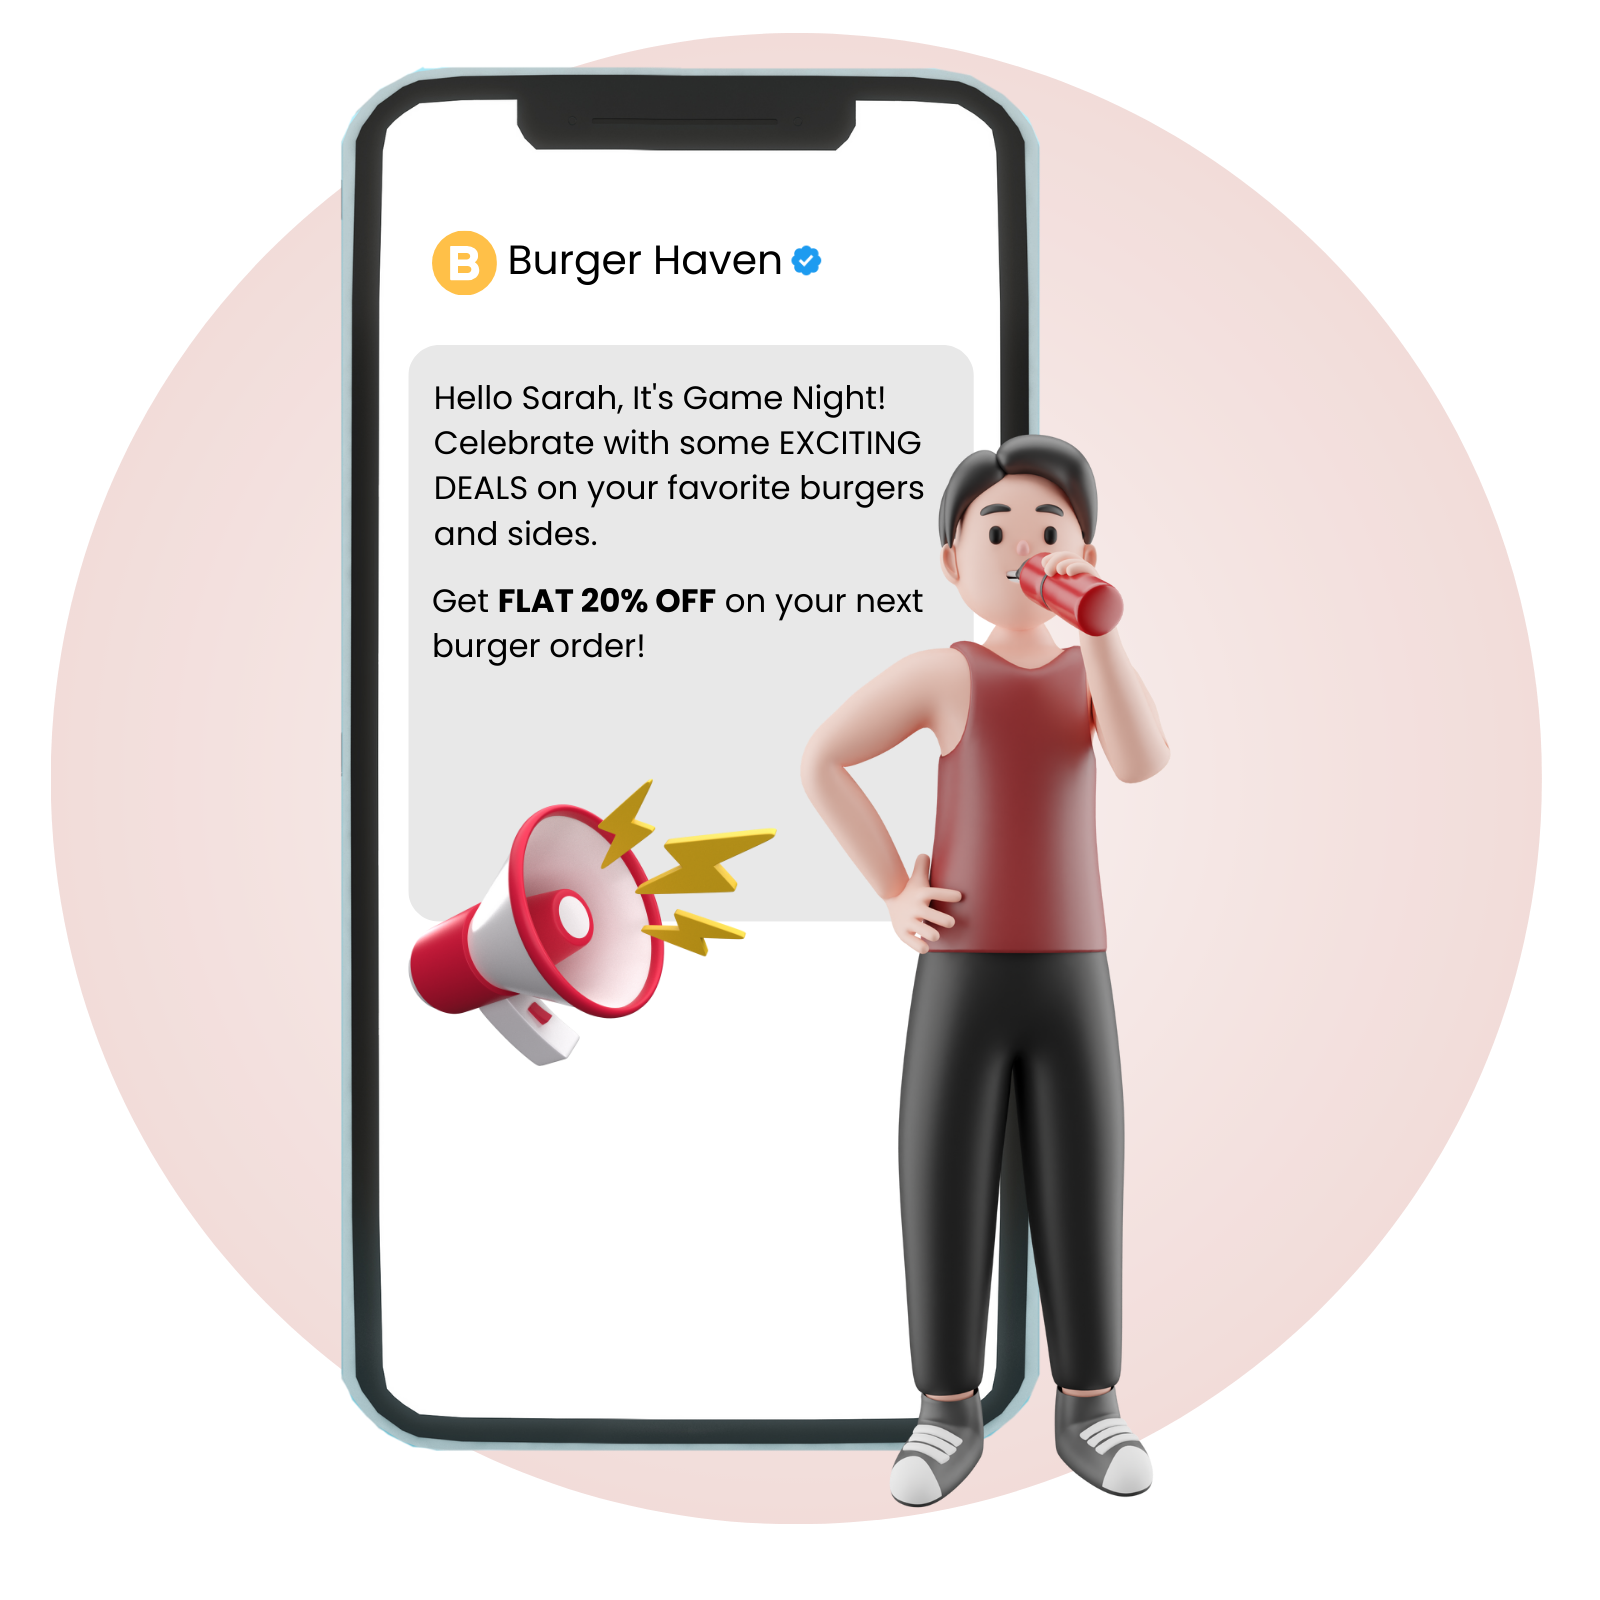 B Burger Haven
Hello Sarah, It's Game Night!
Celebrate with some EXCITING
DEALS on your favorite burgers
and sides.
Get FLAT 20% OFF on your next
burger order!